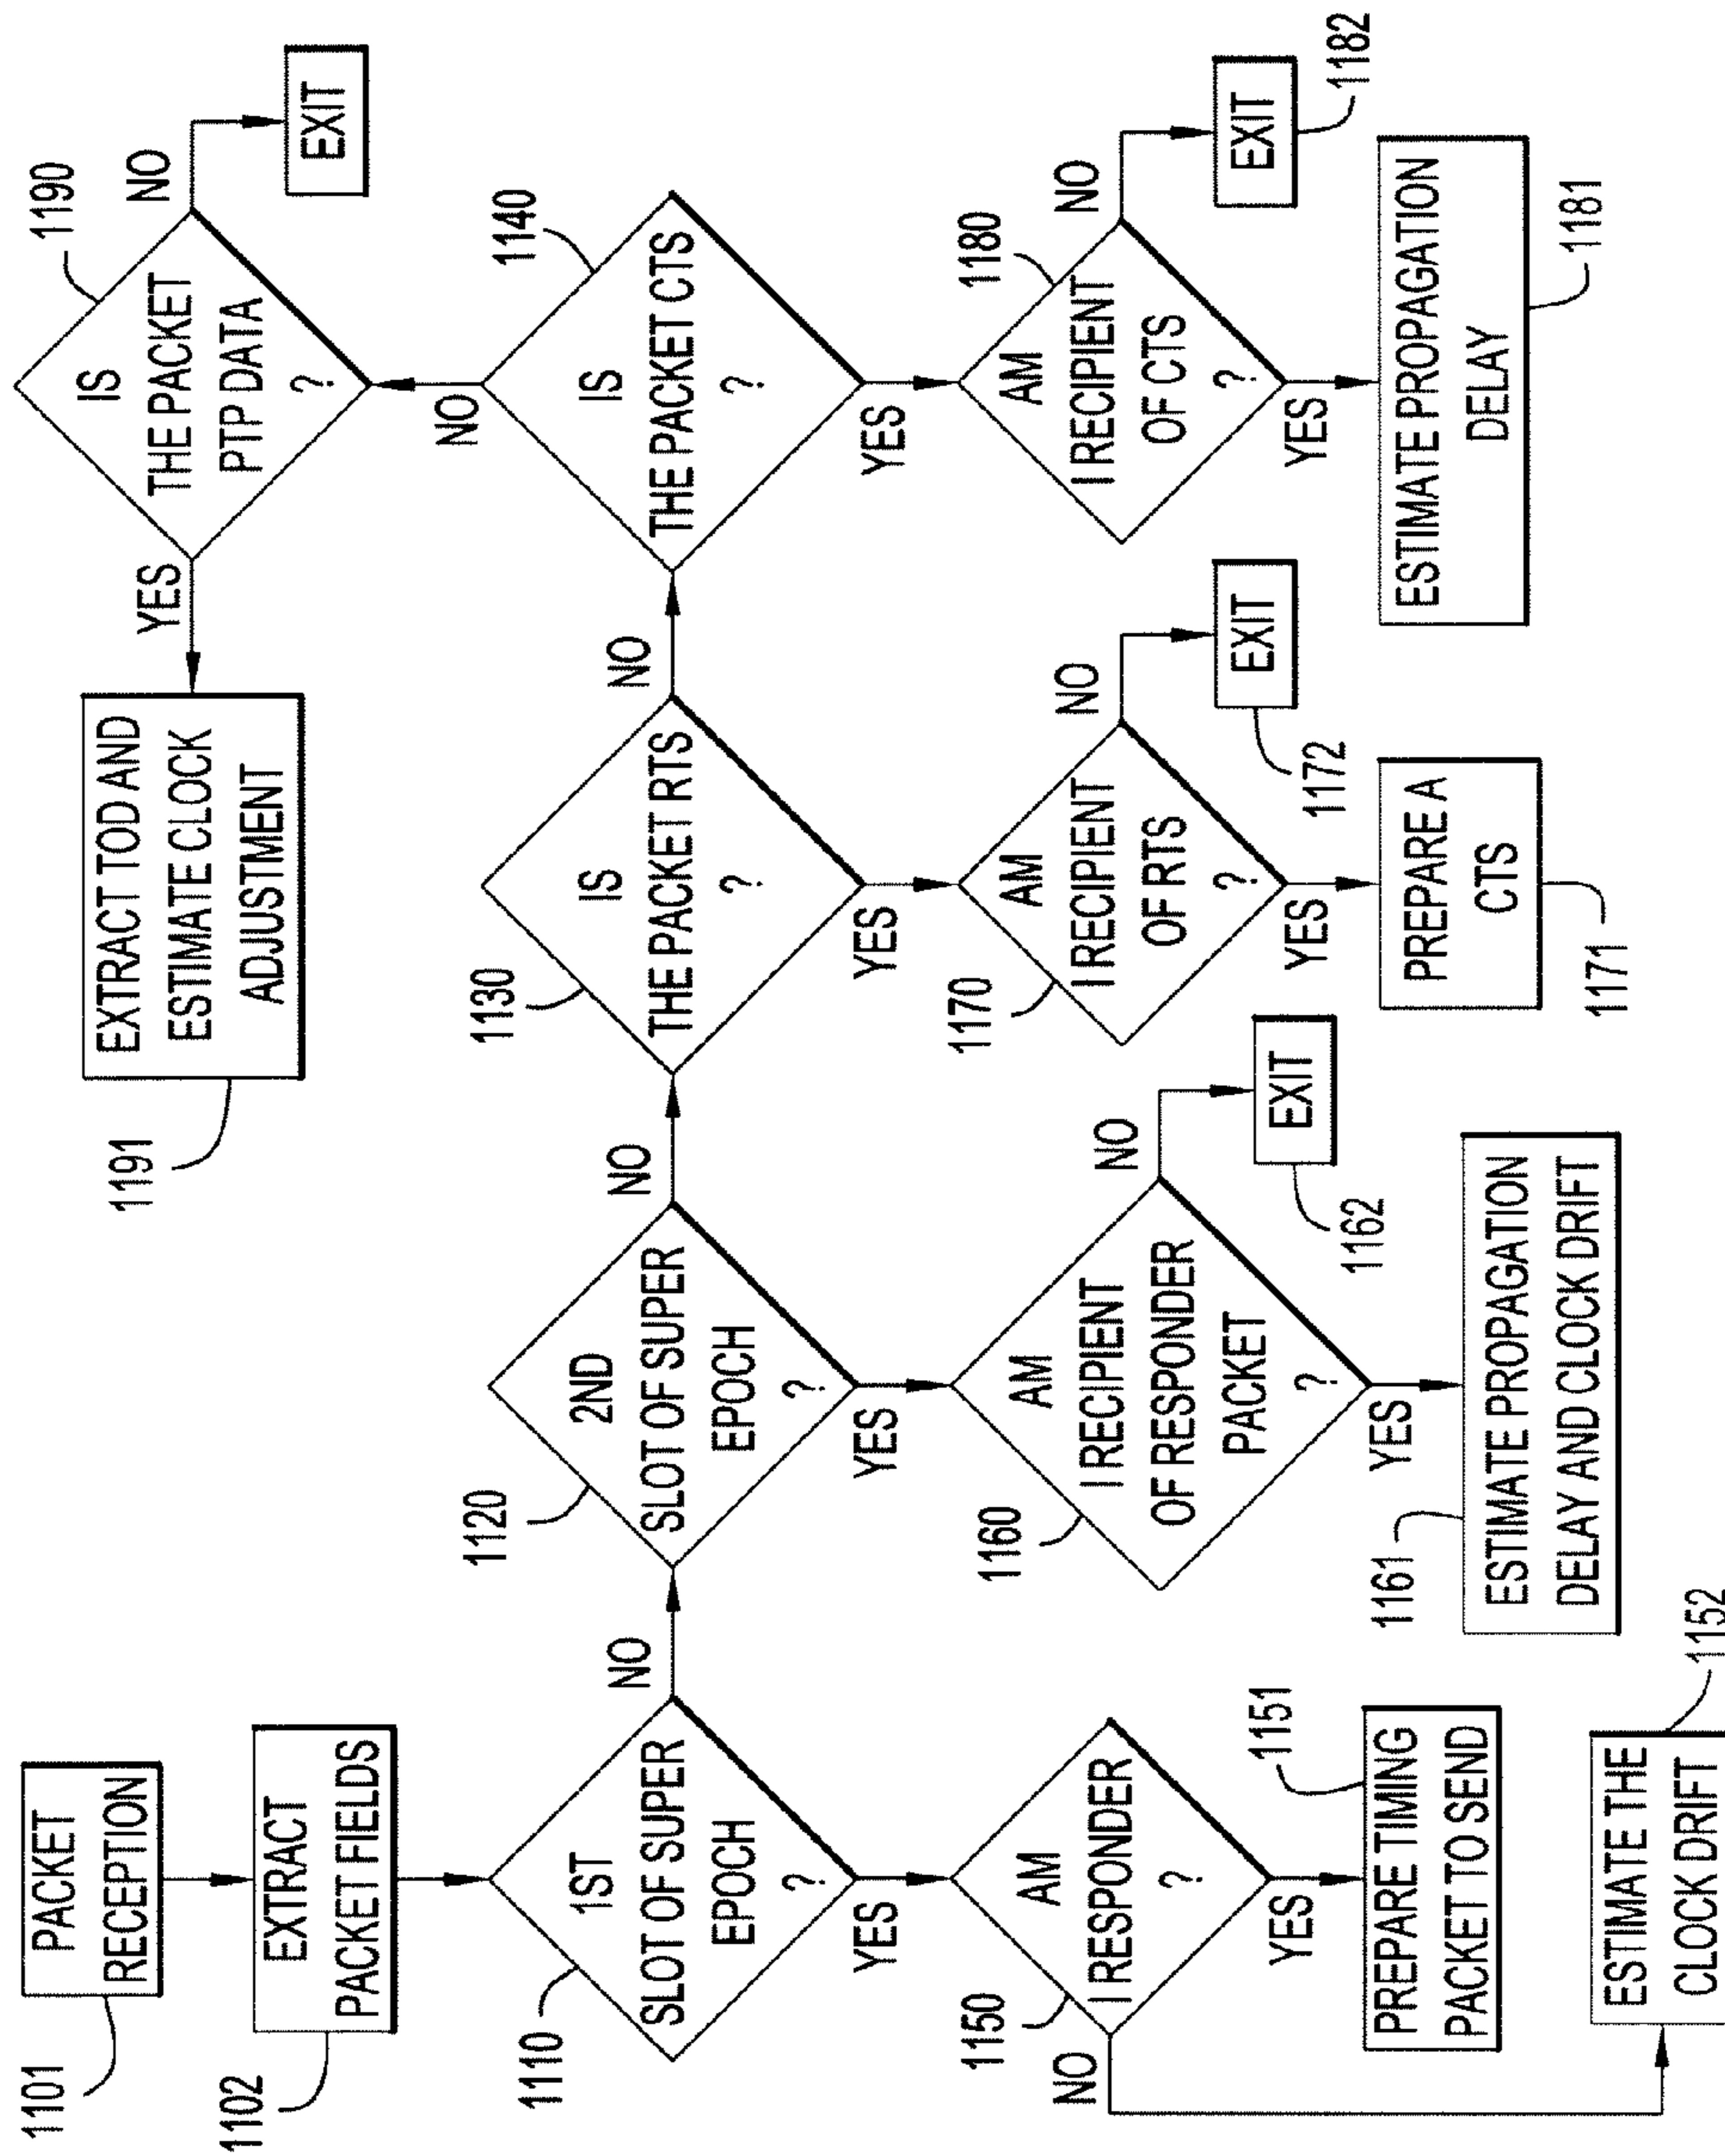 1101
PACKET
RECEPTION
1102
EXTRACT
PACKET FIELDS
1110
1ST
SLOT OF SUPER
EPOCH
?
NO
YES
1150
AM
I RESPONDER
?
NO
YES
1151
PREPARE TIMING
PACKET TO SEND
1152
ESTIMATE THE
CLOCK DRIFT
1120
2ND
SLOT OF SUPER
EPOCH
?
NO
YES
1160
AM
I RECIPIENT
OF RESPONDER
PACKET
?
NO
EXIT
1162
YES
1161
ESTIMATE PROPAGATION
DELAY AND CLOCK DRIFT
1130
IS
THE PACKET RTS
?
NO
YES
1170
AM
I RECIPIENT
OF RTS
?
NO
EXIT
1172
YES
PREPARE A
CTS
1171
1140
IS
THE PACKET CTS
?
NO
YES
1180
AM
I RECIPIENT
OF CTS
?
NO
EXIT
1182
YES
ESTIMATE PROPAGATION
DELAY
1181
1190
IS
THE PACKET
PTP DATA
?
NO
EXIT
YES
EXTRACT TOD AND
ESTIMATE CLOCK
ADJUSTMENT
1191